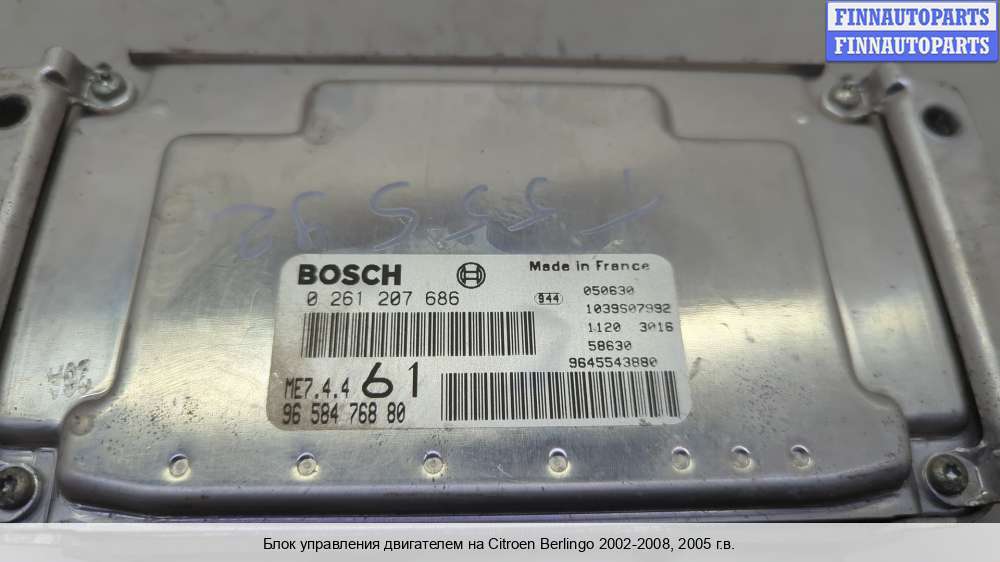 FINNAUTOPARTS
FINNAUTOPARTS
BOSCH
Made in France
0 261 207 686
944
050630
1039S07992
1120 3016
58630
9645543880
ME7.4.4 61
96 584 768 80
Блок управления двигателем на Citroen Berlingo 2002-2008, 2005 г.в.